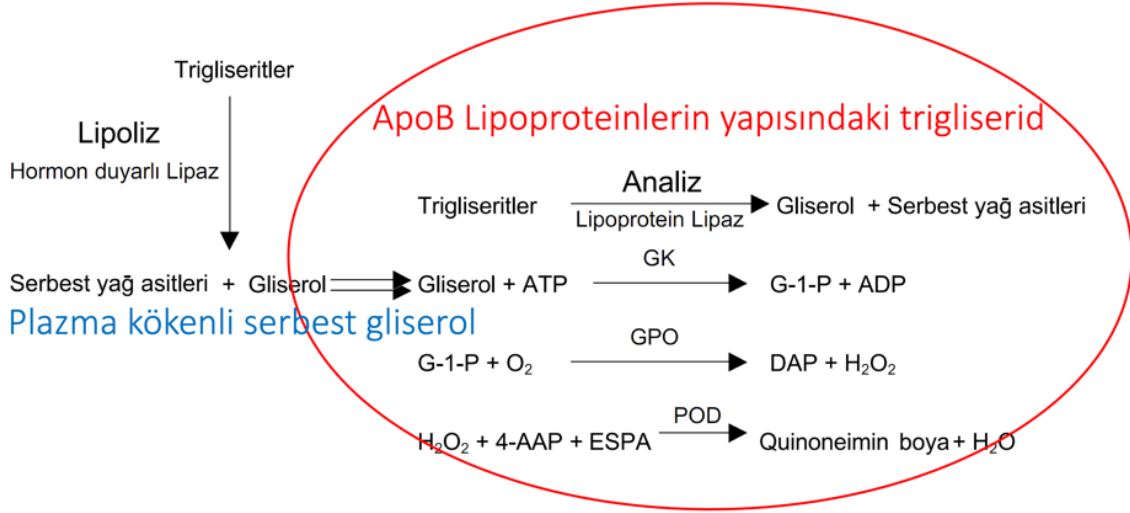 Trigliseritler
ApoB Lipoproteinlerin yapısındaki trigliserid
Lipoliz
Hormon duyarlı Lipaz
Analiz
Trigliseritler
Lipoprotein Lipaz
Gliserol + Serbest yağ asitleri
GK
Serbest yağ asitleri + Gliserol
Gliserol + ATP
G-1-P + ADP
Plazma kökenli serbest gliserol
GPO
G-1-P + O₂
DAP + H₂O₂
POD
H₂O₂ + 4-AAP + ESPA
Quinoneimin boya + H₂O